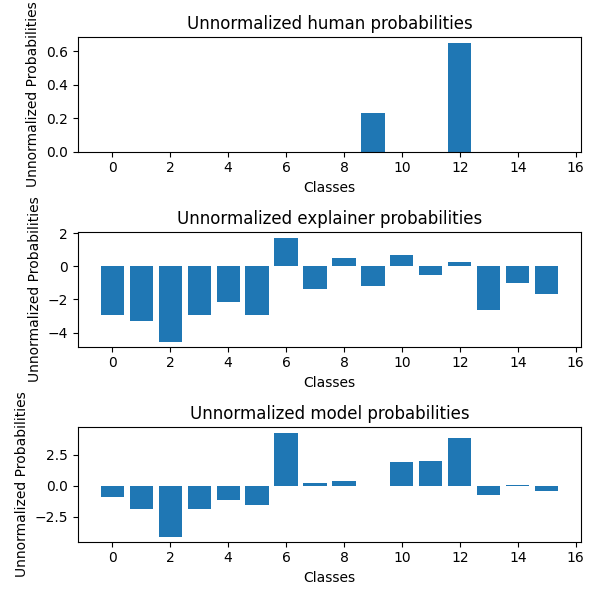 Unnormalized human probabilities
Unnormalized Probabilities
0.6
0.4
0.2
0.0
0 2 4 6 8 10 12 14 16
Classes
Unnormalized explainer probabilities
Unnormalized Probabilities
2
0
−2
−4
0 2 4 6 8 10 12 14 16
Classes
Unnormalized model probabilities
Unnormalized Probabilities
2.5
0.0
−2.5
0 2 4 6 8 10 12 14 16
Classes